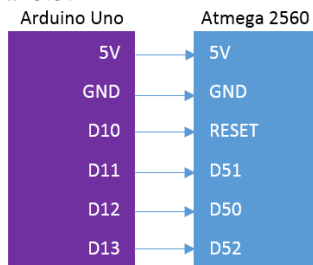 Arduino Uno Atmega 2560
5V 5V
GND GND
D10 RESET
D11 D51
D12 D50
D13 D52